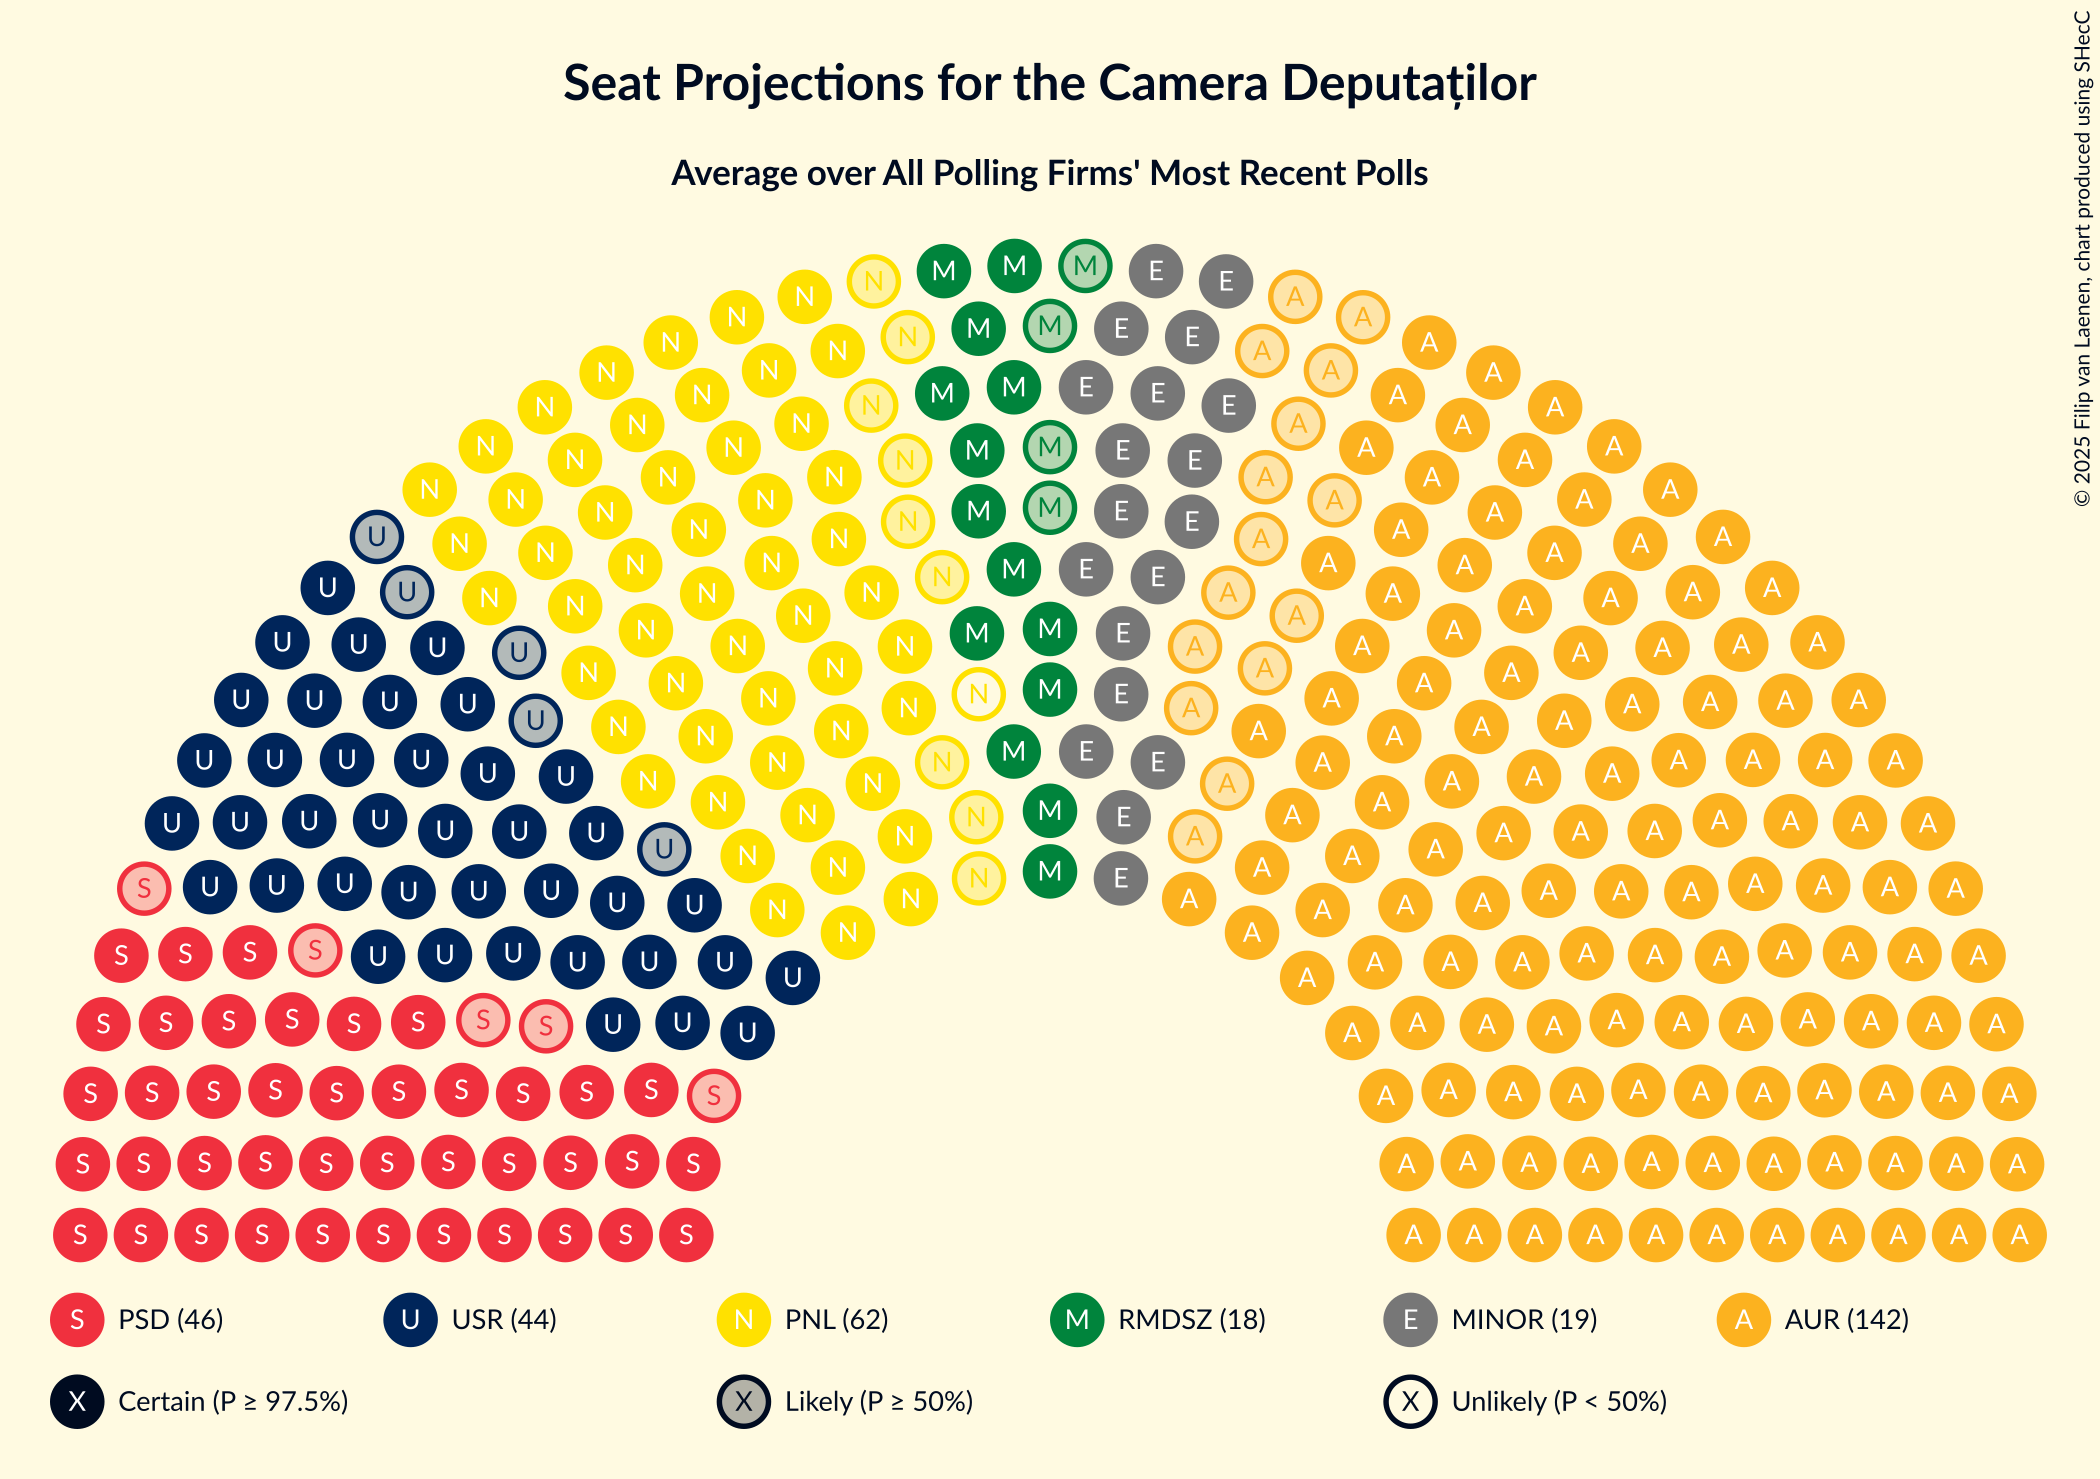 Seat Projections for the Camera Deputaților
Average over All Polling Firms' Most Recent Polls
© 2025 Filip van Laenen, chart produced using SHecC
S PSD (46) U USR (44) N PNL (62) M RMDSZ (18) E MINOR (19) A AUR (142)
X Certain (P ≥ 97.5%) X Likely (P ≥ 50%) X Unlikely (P < 50%)